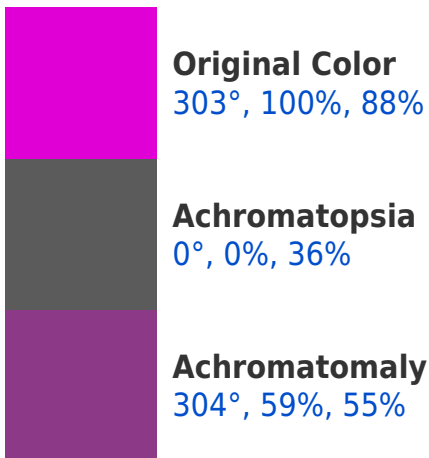 Original Color
303°, 100%, 88%
Achromatopsia
0°, 0%, 36%
Achromatomaly
304°, 59%, 55%